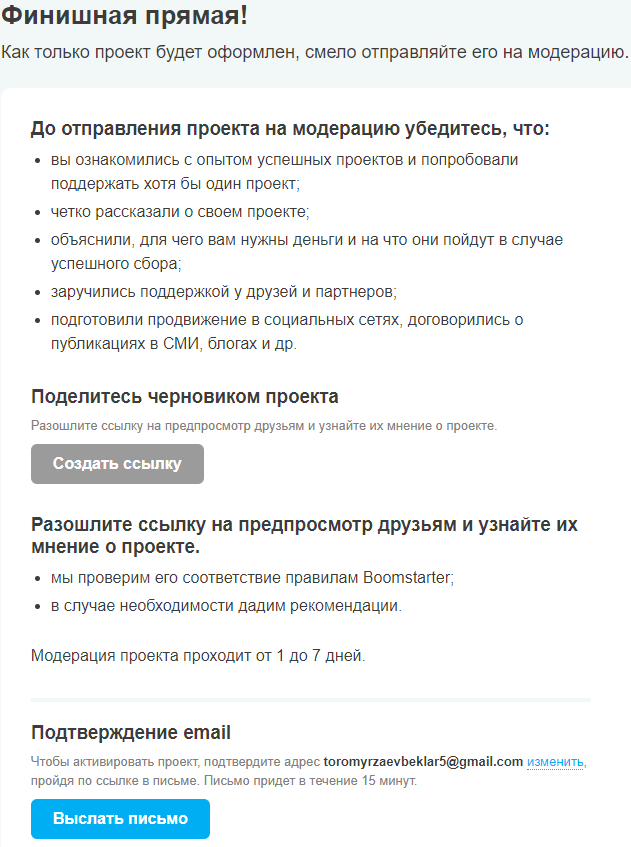 Финишная прямая!
Как только проект будет оформлен, смело отправляйте его на модерацию.
До отправления проекта на модерацию убедитесь, что:
• вы ознакомились с опытом успешных проектов и попробовали
поддержать хотя бы один проект;
• четко рассказали о своем проекте;
• объяснили, для чего вам нужны деньги и на что они пойдут в случае
успешного сбора;
• заручились поддержкой у друзей и партнеров;
• подготовили продвижение в социальных сетях, договорились о
публикациях в СМИ, блогах и др.
Поделитесь черновиком проекта
Разошлите ссылку на предпросмотр друзьям и узнайте их мнение о проекте.
Создать ссылку
Разошлите ссылку на предпросмотр друзьям и узнайте их
мнение о проекте.
• мы проверим его соответствие правилам Boomstarter;
• в случае необходимости дадим рекомендации.
Модерация проекта проходит от 1 до 7 дней.
Подтверждение email
Чтобы активировать проект, подтвердите адрес toromyrzaevbeklar5@gmail.com изменить,
пройдя по ссылке в письме. Письмо придет в течение 15 минут.
Выслать письмо